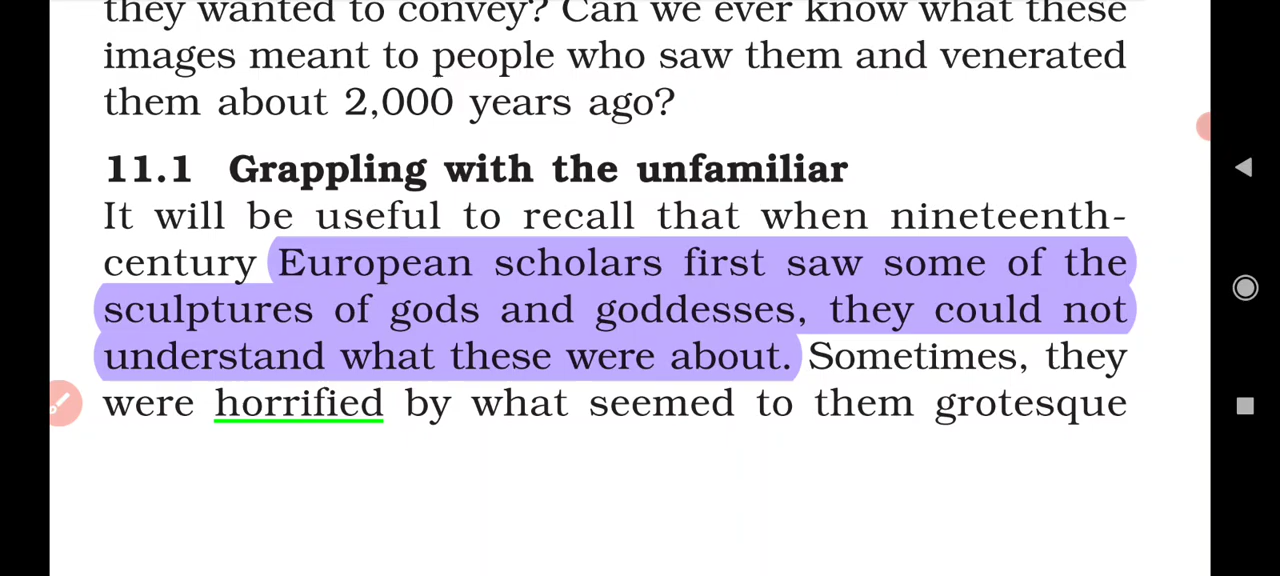 they wanted to convey? Can we ever know what these
images meant to people who saw them and venerated
them about 2,000 years ago?
11.1 Grappling with the unfamiliar
It will be useful to recall that when nineteenth-
century European scholars first saw some of the
sculptures of gods and goddesses, they could not
understand what these were about. Sometimes, they
were horrified by what seemed to them grotesque